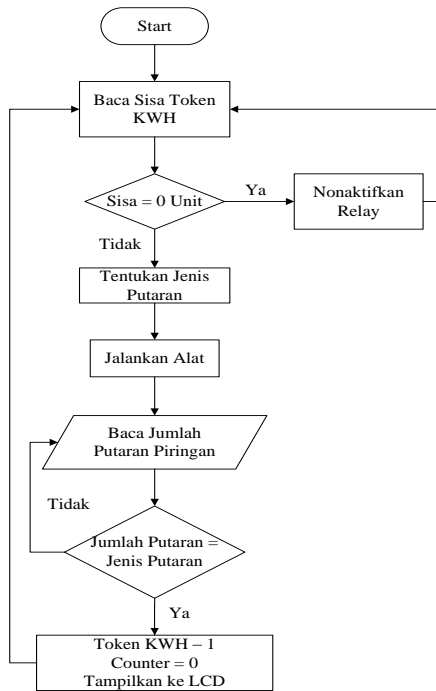 Start
Baca Sisa Token
KWH
Sisa = 0 Unit
Ya
Nonaktifkan
Relay
Tidak
Tentukan Jenis
Putaran
Jalankan Alat
Baca Jumlah
Putaran Piringan
Tidak
Jumlah Putaran =
Jenis Putaran
Ya
Token KWH – 1
Counter = 0
Tampilkan ke LCD